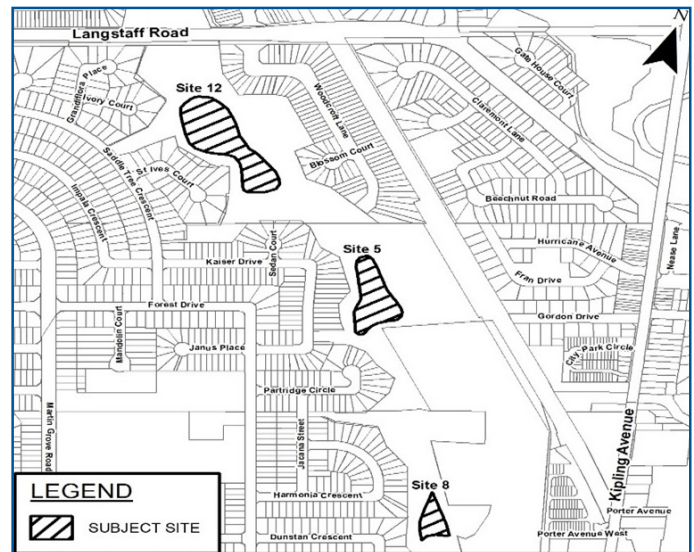 Langstaff Road
N
Grandiflora Place
Ivory Court
Site 12
Woodcroft Lane
Gate House Court
Claremont Lane
Blossom Court
Saddle Tree Crescent
St Ives Court
Impala Crescent
Beechnut Road
Sedan Court
Kaiser Drive
Site 5
Hurricane Avenue
Nease Lane
Fran Drive
Forest Drive
Gordon Drive
Mandolin Court
Janus Place
City Park Circle
Partridge Circle
Martin Grove Road
Jacana Street
Kipling Avenue
LEGEND
SUBJECT SITE
Harmonia Crescent
Site 8
Porter Avenue
Dunstan Crescent
Porter Avenue West